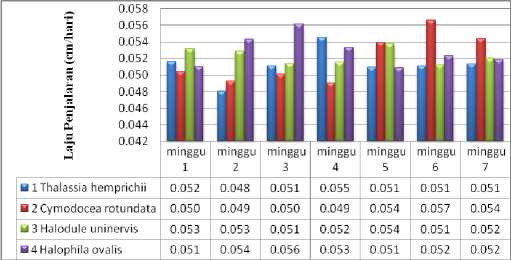 Laju Penjalaran (cm/hari)
0.058
0.056
0.054
0.052
0.050
0.048
0.046
0.044
0.042
minggu 1 minggu 2 minggu 3 minggu 4 minggu 5 minggu 6 minggu 7
1 Thalassia hemprichii 0.052 0.048 0.051 0.055 0.051 0.051 0.051
2 Cymodocea rotundata 0.050 0.049 0.050 0.049 0.054 0.057 0.054
3 Halodule uninervis 0.053 0.053 0.051 0.052 0.054 0.051 0.052
4 Halophila ovalis 0.051 0.054 0.056 0.053 0.051 0.052 0.052